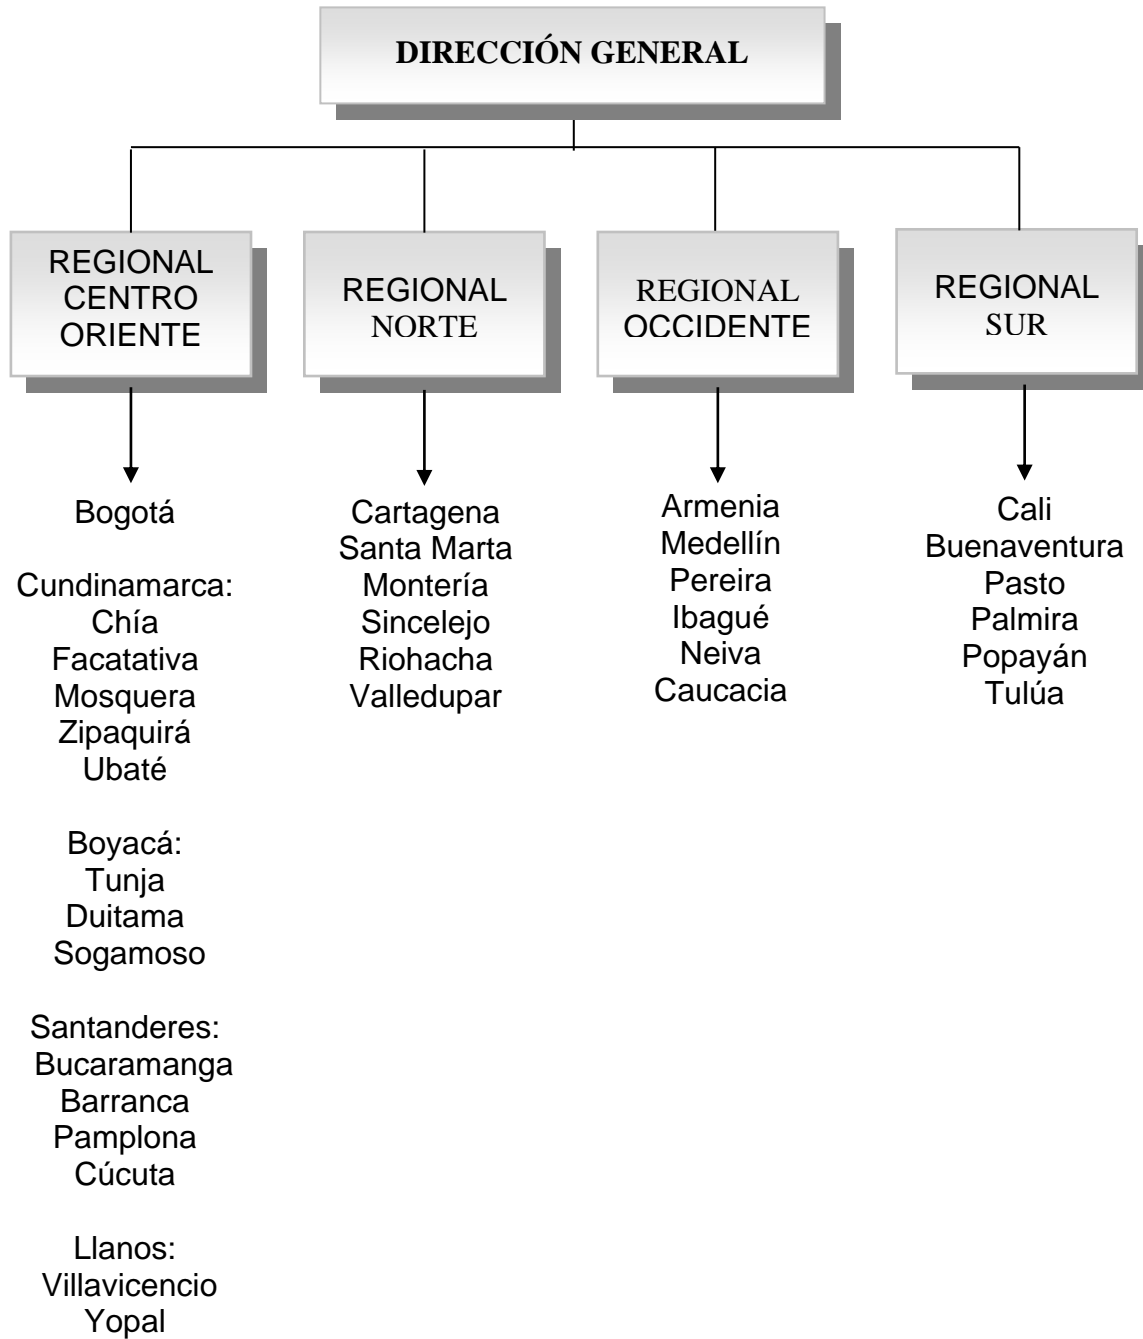 DIRECCIÓN GENERAL
REGIONAL
CENTRO
ORIENTE
REGIONAL
NORTE
REGIONAL
OCCIDENTE
REGIONAL
SUR
Bogotá
Cundinamarca:
Chía
Facatativa
Mosquera
Zipaquirá
Ubaté
Boyacá:
Tunja
Duitama
Sogamoso
Santanderes:
Bucaramanga
Barranca
Pamplona
Cúcuta
Llanos:
Villavicencio
Yopal
Cartagena
Santa Marta
Montería
Sincelejo
Riohacha
Valledupar
Armenia
Medellín
Pereira
Ibagué
Neiva
Caucacia
Cali
Buenaventura
Pasto
Palmira
Popayán
Tulúa